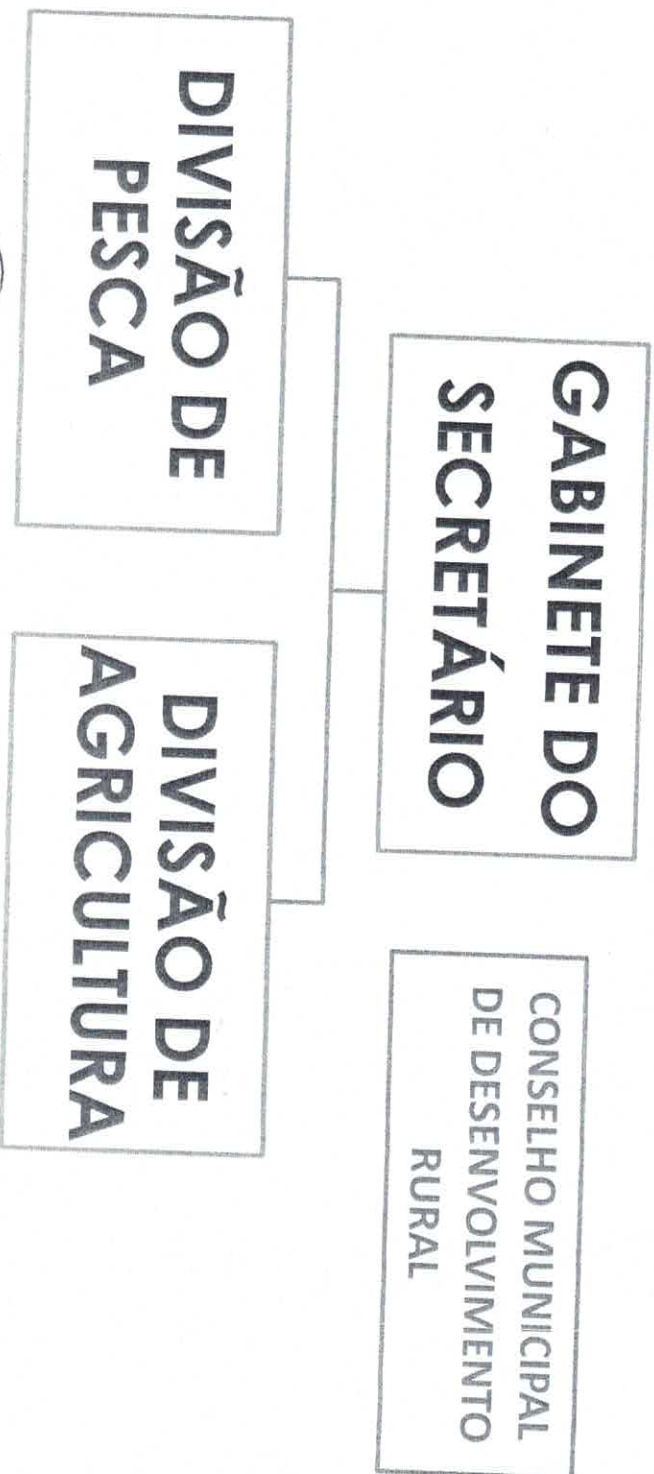 GABINETE DO
SECRETÁRIO
CONSELHO MUNICIPAL
DE DESENVOLVIMENTO
RURAL
DIVISÃO DE
PESCA
DIVISÃO DE
AGRICULTURA